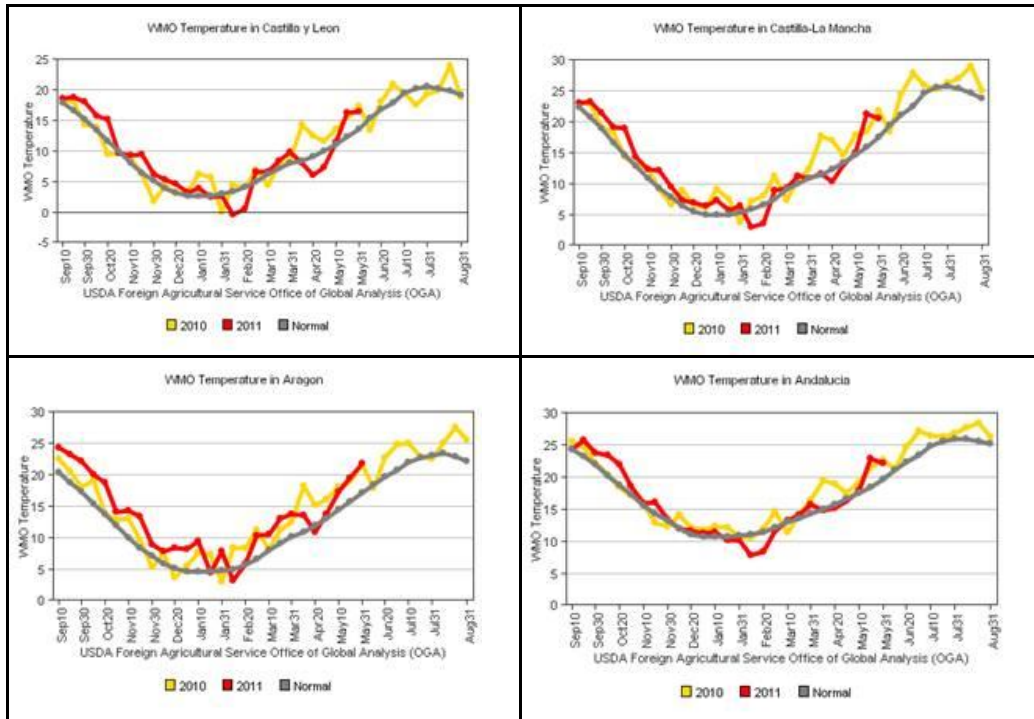 WMO Temperature in Castilla y Leon
WMO Temperature
25
20
15
10
5
0
-5
Sep10 Sep30 Oct20 Nov10 Nov30 Dec20 Jan10 Jan31 Feb20 Mar10 Mar31 Apr20 May10 May31 Jun20 Jul10 Jul31 Aug31
USDA Foreign Agricultural Service Office of Global Analysis (OGA)
2010 2011 Normal
WMO Temperature in Castilla-La Mancha
WMO Temperature
30
25
20
15
10
5
0
Sep10 Sep30 Oct20 Nov10 Nov30 Dec20 Jan10 Jan31 Feb20 Mar10 Mar31 Apr20 May10 May31 Jun20 Jul10 Jul31 Aug31
USDA Foreign Agricultural Service Office of Global Analysis (OGA)
2010 2011 Normal
WMO Temperature in Aragon
WMO Temperature
30
25
20
15
10
5
0
Sep10 Sep30 Oct20 Nov10 Nov30 Dec20 Jan10 Jan31 Feb20 Mar10 Mar31 Apr20 May10 May31 Jun20 Jul10 Jul31 Aug31
USDA Foreign Agricultural Service Office of Global Analysis (OGA)
2010 2011 Normal
WMO Temperature in Andalucia
WMO Temperature
30
25
20
15
10
5
0
Sep10 Sep30 Oct20 Nov10 Nov30 Dec20 Jan10 Jan31 Feb20 Mar10 Mar31 Apr20 May10 May31 Jun20 Jul10 Jul31 Aug31
USDA Foreign Agricultural Service Office of Global Analysis (OGA)
2010 2011 Normal